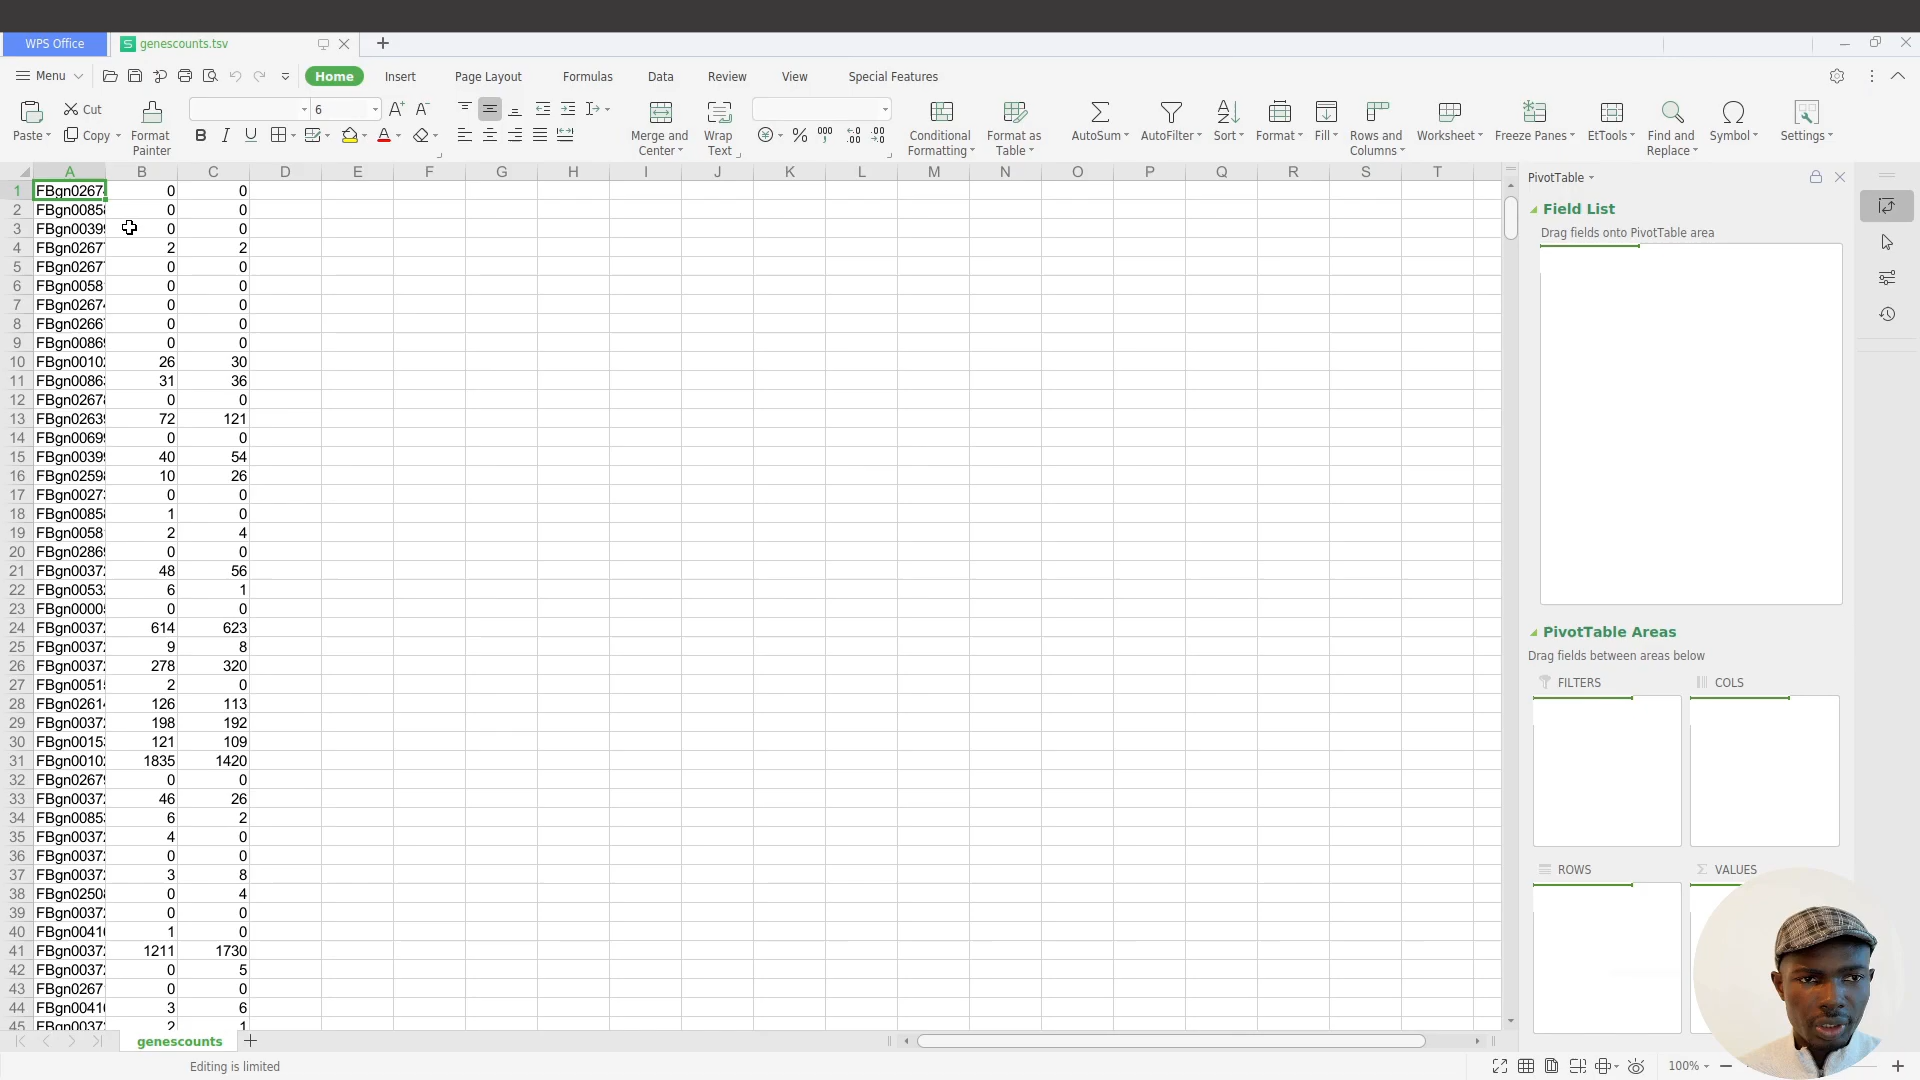 WPS Office genescounts.tsv
Menu Home Insert Page Layout Formulas Data Review View Special Features
Cut 6
Paste Copy Format Painter Merge and Center Wrap Text Conditional Formatting Format as Table AutoSum AutoFilter Sort Format Fill Rows and Columns Worksheet Freeze Panes EtTools Find and Replace Symbol Settings
A B C D E F G H I J K L M N O P Q R S T
1 FBgn0267 0 0
2 FBgn0085 0 0
3 FBgn0039 0 0
4 FBgn0267 2 2
5 FBgn0267 0 0
6 FBgn0058 0 0
7 FBgn0267 0 0
8 FBgn0266 0 0
9 FBgn0086 0 0
10 FBgn0010 26 30
11 FBgn0086 31 36
12 FBgn0267 0 0
13 FBgn0263 72 121
14 FBgn0069 0 0
15 FBgn0039 40 54
16 FBgn0259 10 26
17 FBgn0027 0 0
18 FBgn0085 1 0
19 FBgn0058 2 4
20 FBgn0286 0 0
21 FBgn0037 48 56
22 FBgn0053 6 1
23 FBgn0000 0 0
24 FBgn0037 614 623
25 FBgn0037 9 8
26 FBgn0037 278 320
27 FBgn0051 2 0
28 FBgn0261 126 113
29 FBgn0037 198 192
30 FBgn0015 121 109
31 FBgn0010 1835 1420
32 FBgn0267 0 0
33 FBgn0037 46 26
34 FBgn0085 6 2
35 FBgn0037 4 0
36 FBgn0037 0 0
37 FBgn0037 3 8
38 FBgn0250 0 4
39 FBgn0037 0 0
40 FBgn0041 1 0
41 FBgn0037 1211 1730
42 FBgn0037 0 5
43 FBgn0267 0 0
44 FBgn0041 3 6
45 FBgn0037 2 1
PivotTable
Field List
Drag fields onto PivotTable area
PivotTable Areas
Drag fields between areas below
FILTERS COLS
ROWS VALUES
genescounts
Editing is limited 100%